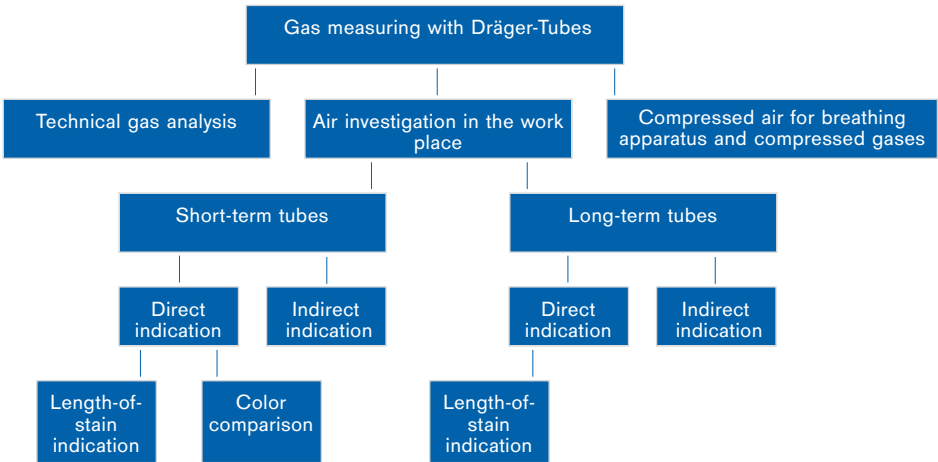 Gas measuring with Dräger-Tubes
Technical gas analysis
Air investigation in the work
place
Compressed air for breathing
apparatus and compressed gases
Short-term tubes
Long-term tubes
Direct
indication
Indirect
indication
Direct
indication
Indirect
indication
Length-of-
stain
indication
Color
comparison
Length-of-
stain
indication